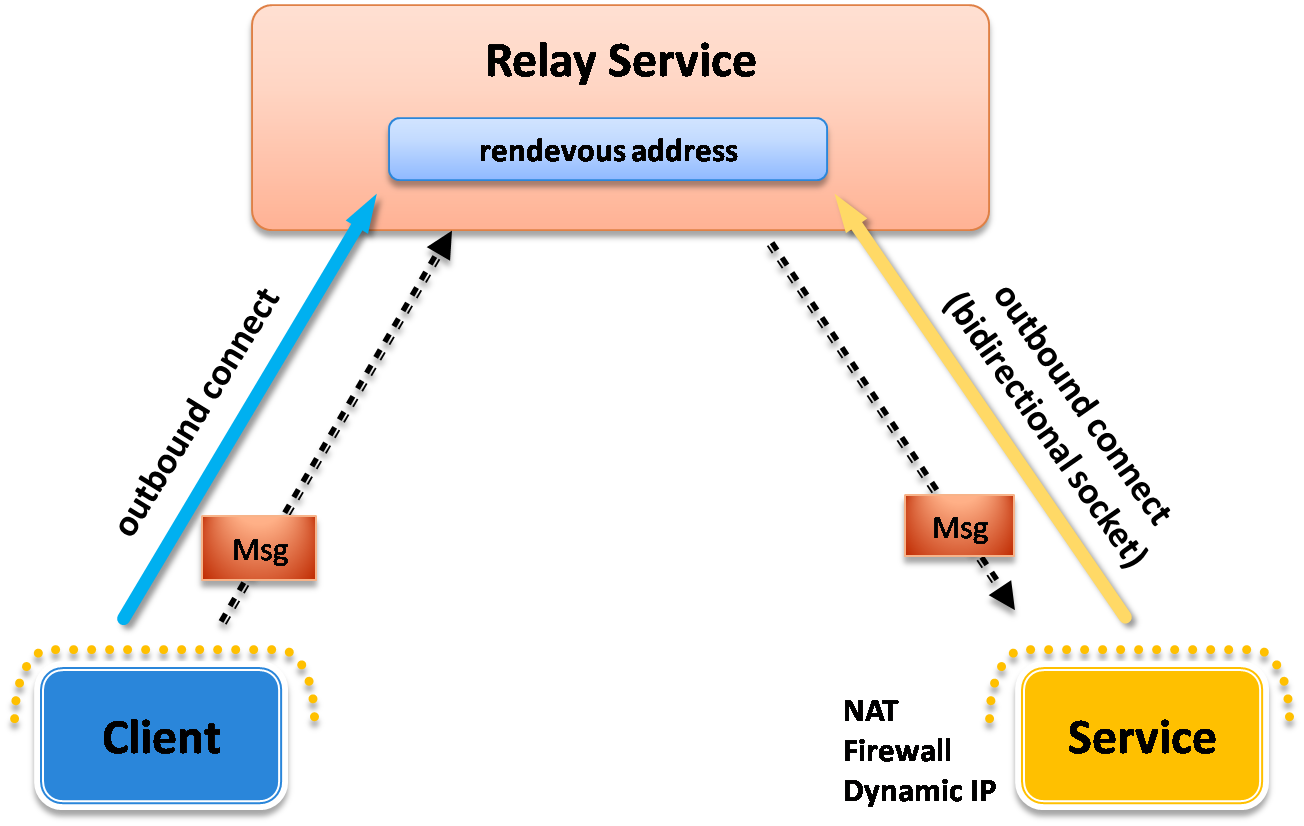 Relay Service
rendevous address
outbound connect
outbound connect
(bidirectional socket)
Msg
Msg
Client
NAT
Firewall
Dynamic IP
Service